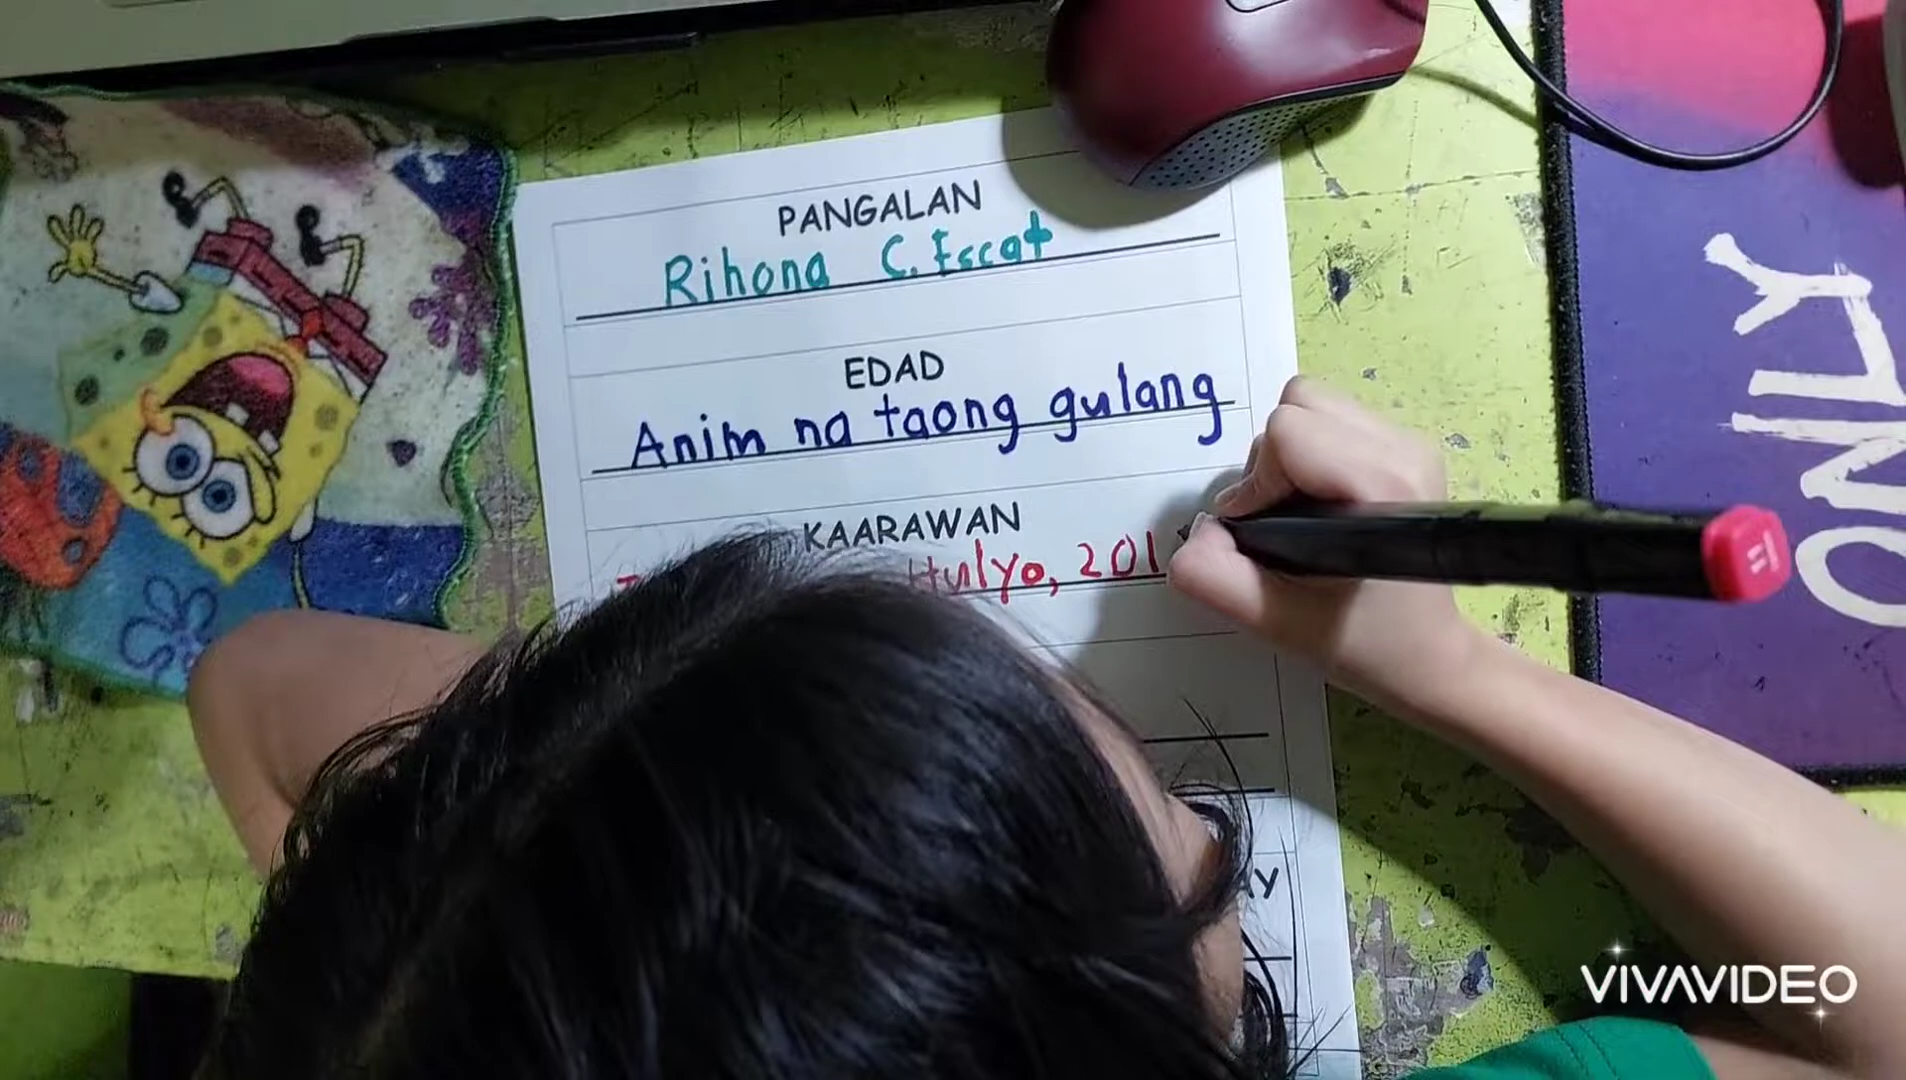 PANGALAN
Rihona C. Escat
EDAD
Anim na taong gulang
KAARAWAN
Hulyo, 201
ONLY
VIVAVIDEO